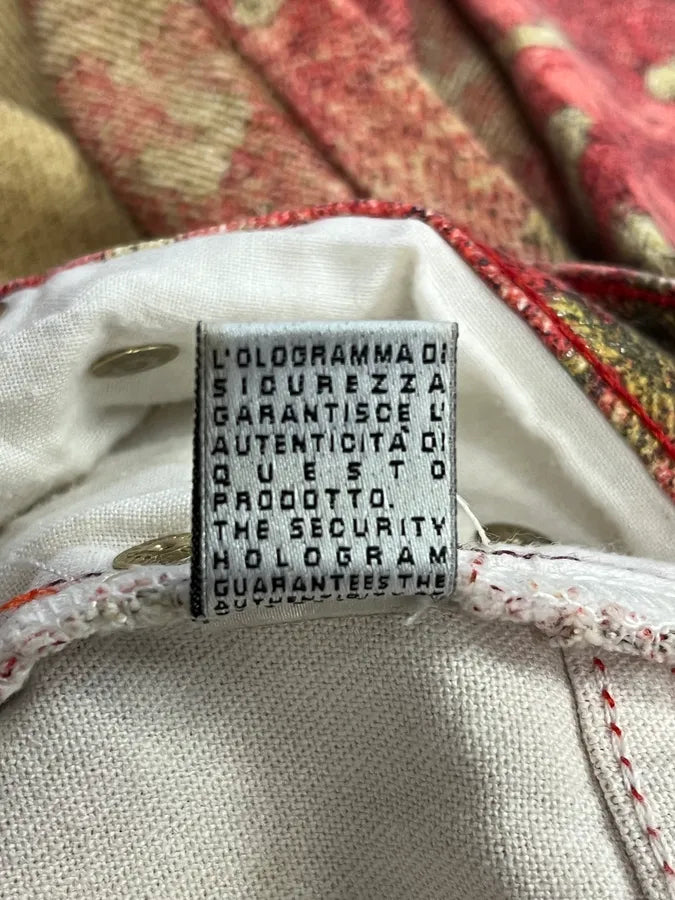 L'OLOGRAMMA DI
SICUREZZA
GARANTISCE L'
AUTENTICITÀ DI
QUESTO
PRODOTTO.
THE SECURITY
HOLOGRAM
GUARANTEES THE